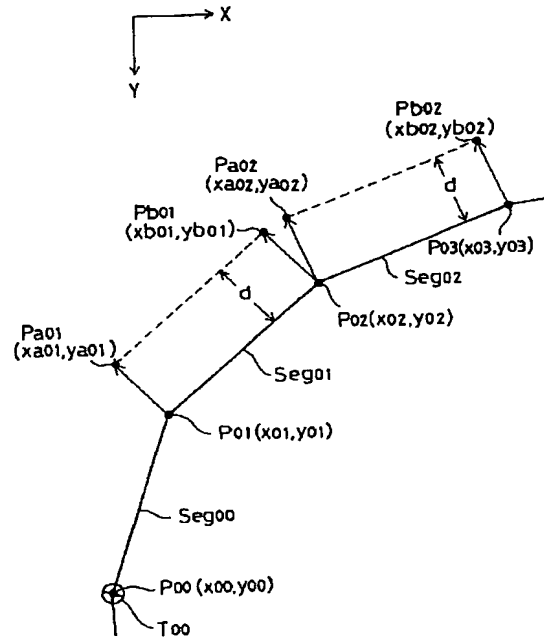 X
Y
Pb02
(xb02,yb02)
Pa02
(xa02,ya02)
d
Pb01
(xb01,yb01)
P03(x03,y03)
Seg02
d
P02(x02,y02)
Pa01
(xa01,ya01)
Seg01
P01(x01,y01)
Seg00
P00(x00,y00)
T00